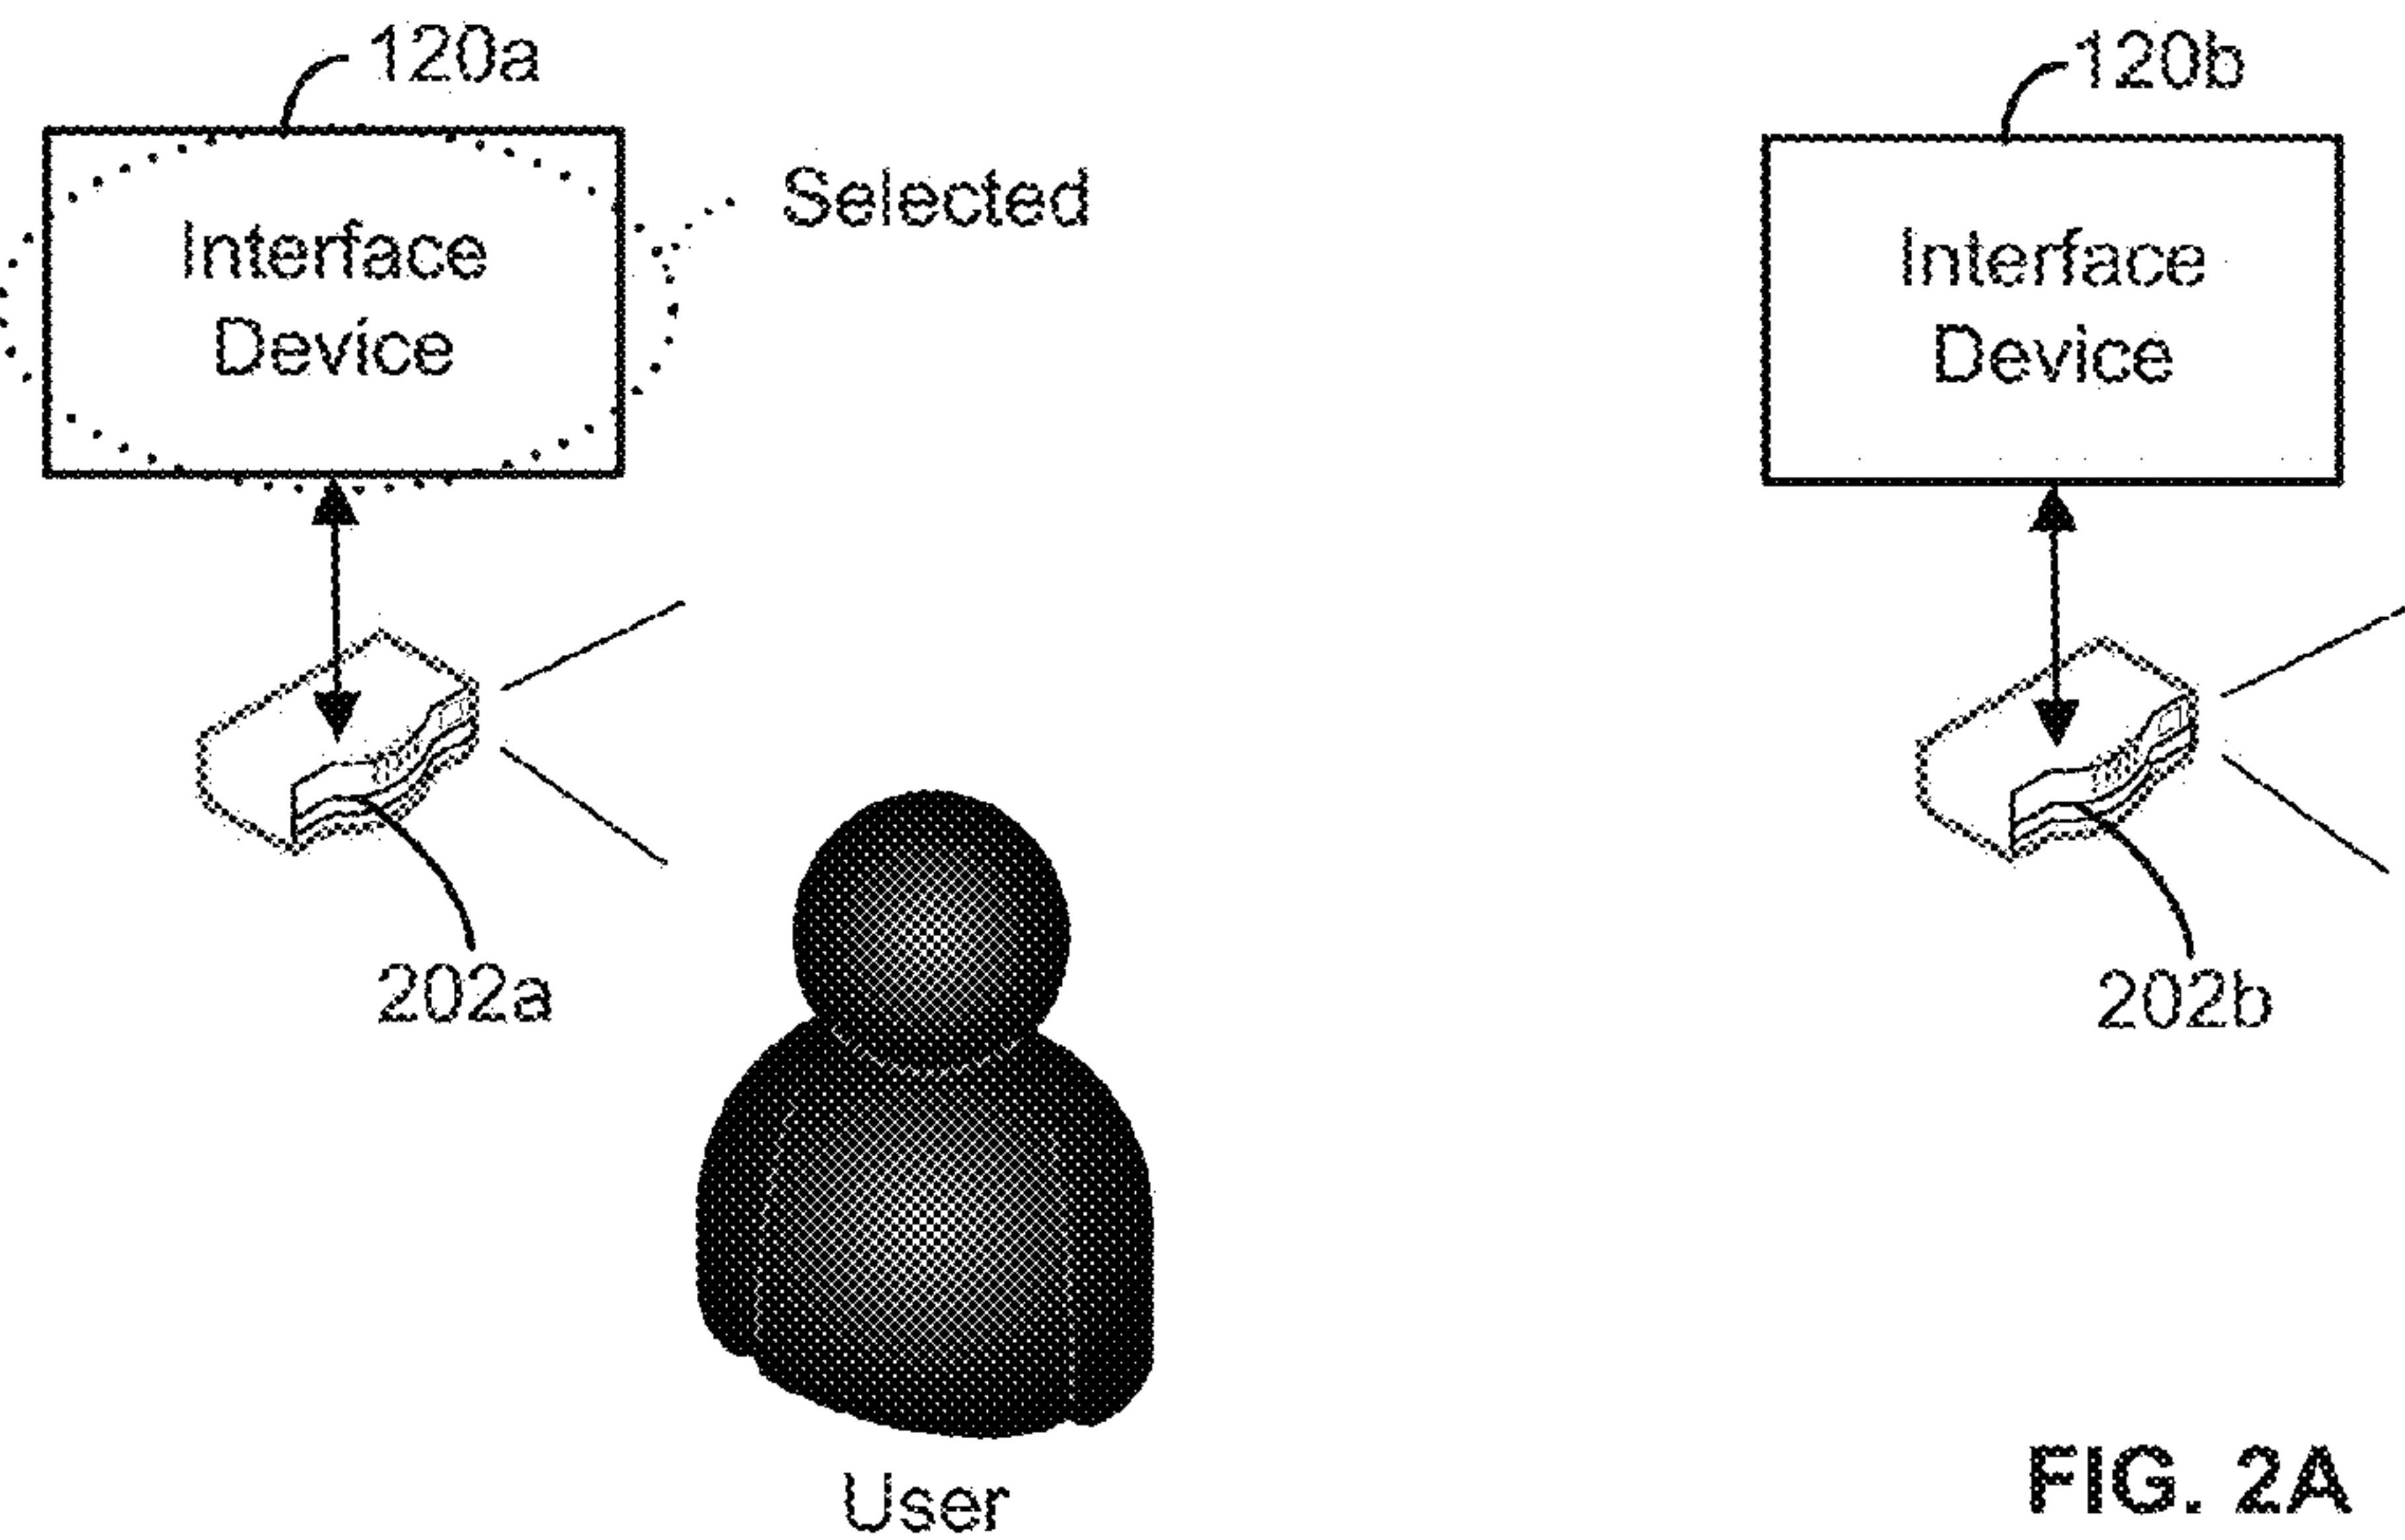 120a
120b
Selected
Interface
Device
Interface
Device
202a
202b
User
FIG. 2A